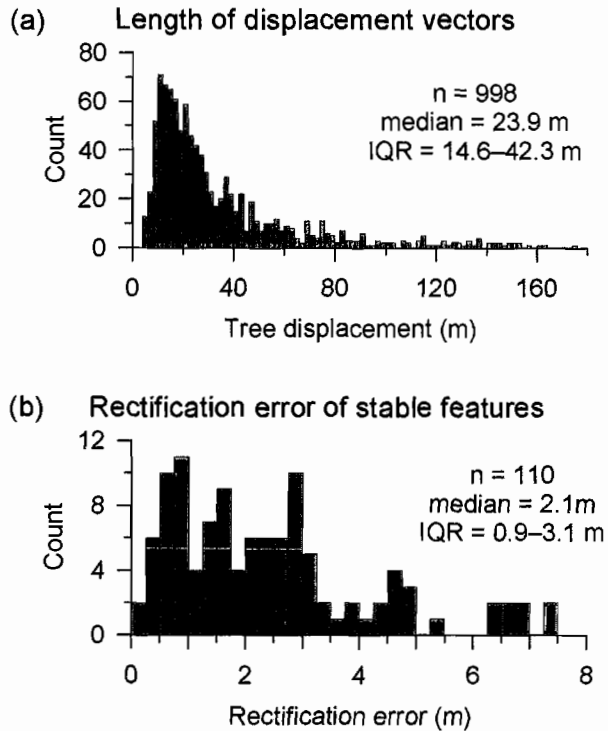 (a) Length of displacement vectors
80
60
40
20
0
Count
n = 998
median = 23.9 m
IQR = 14.6–42.3 m
0 40 80 120 160
Tree displacement (m)
(b) Rectification error of stable features
12
8
4
0
Count
n = 110
median = 2.1m
IQR = 0.9–3.1 m
0 2 4 6 8
Rectification error (m)